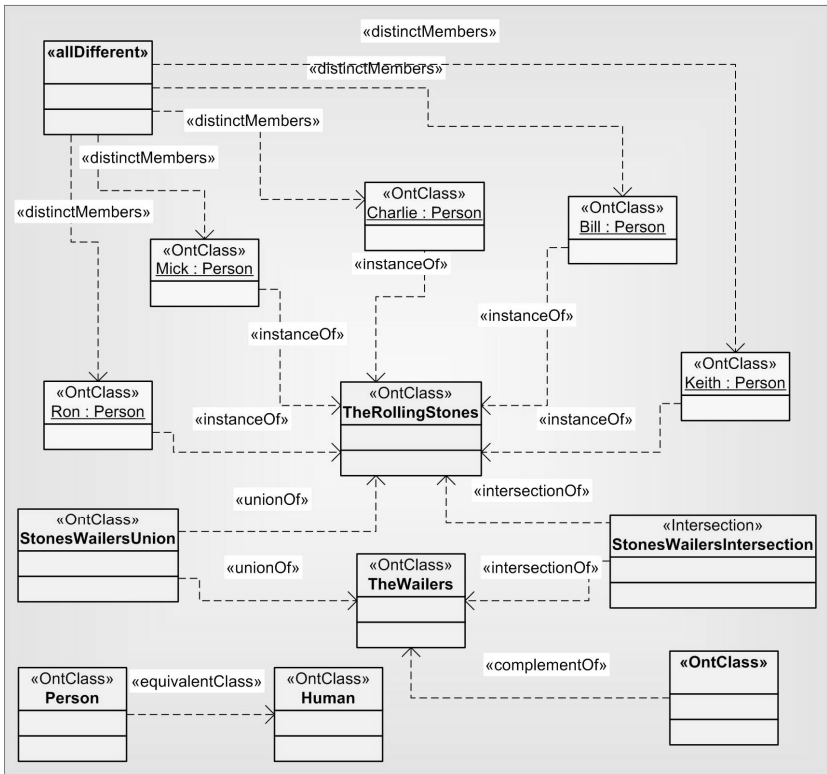 «distinctMembers»
«allDifferent»
«distinctMembers»
«distinctMembers»
«distinctMembers»
«distinctMembers»
«OntClass»
Charlie : Person
«OntClass»
Bill : Person
«OntClass»
Mick : Person
«instanceOf»
«instanceOf»
«instanceOf»
«OntClass»
Ron : Person
«OntClass»
TheRollingStones
«OntClass»
Keith : Person
«instanceOf»
«instanceOf»
«unionOf»
«intersectionOf»
«OntClass»
StonesWailersUnion
«Intersection»
StonesWailersIntersection
«unionOf»
«OntClass»
TheWailers
«intersectionOf»
«complementOf»
«OntClass»
«OntClass»
Person
«equivalentClass»
«OntClass»
Human